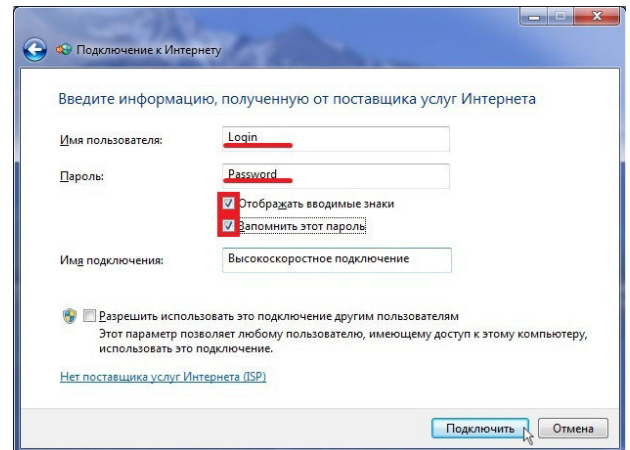 Подключение к Интернету
Введите информацию, полученную от поставщика услуг Интернета
Имя пользователя: Login
Пароль: Password
Отображать вводимые знаки
Запомнить этот пароль
Имя подключения: Высокоскоростное подключение
Разрешить использовать это подключение другим пользователям
Этот параметр позволяет любому пользователю, имеющему доступ к этому компьютеру,
использовать это подключение.
Нет поставщика услуг Интернета (ISP)
Подключить Отмена